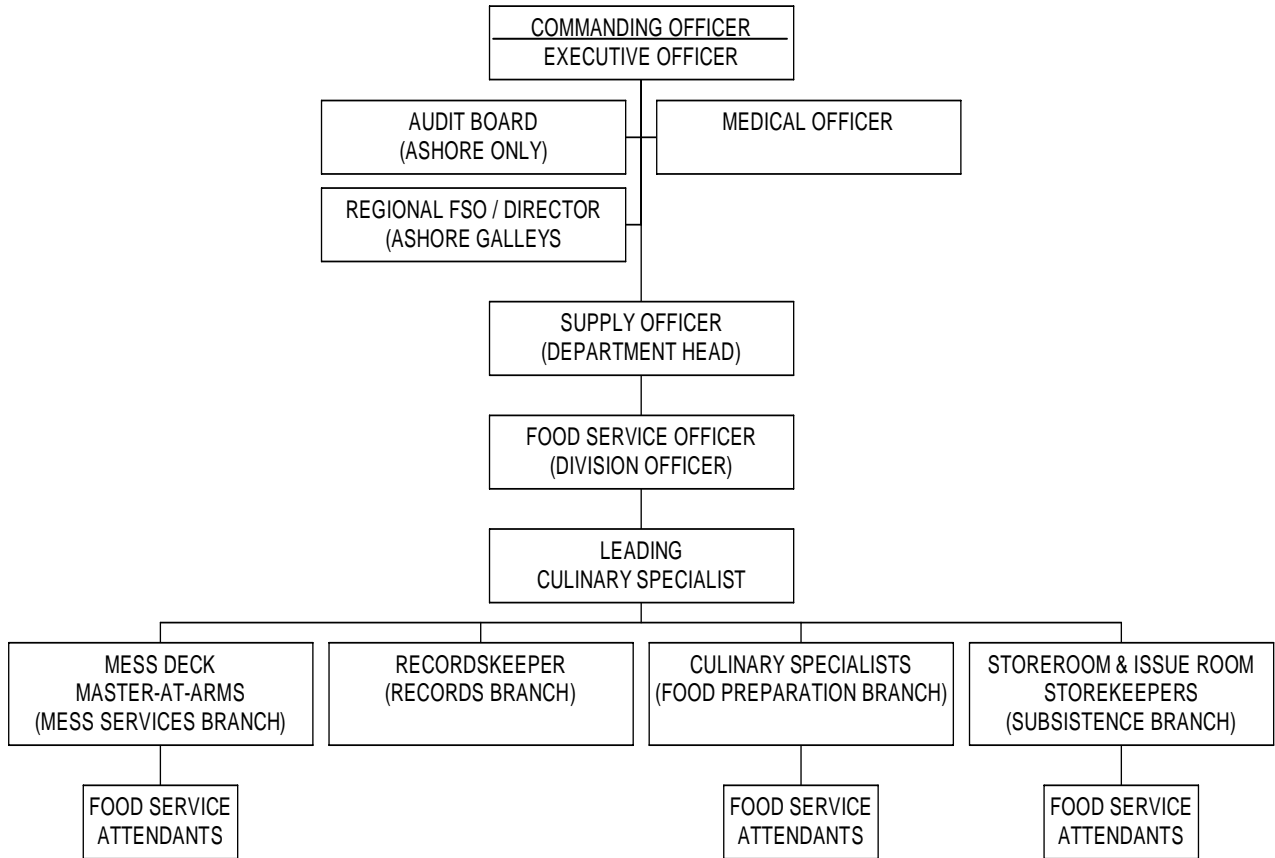 COMMANDING OFFICER
EXECUTIVE OFFICER
AUDIT BOARD
(ASHORE ONLY)
MEDICAL OFFICER
REGIONAL FSO / DIRECTOR
(ASHORE GALLEYS
SUPPLY OFFICER
(DEPARTMENT HEAD)
FOOD SERVICE OFFICER
(DIVISION OFFICER)
LEADING
CULINARY SPECIALIST
MESS DECK
MASTER-AT-ARMS
(MESS SERVICES BRANCH)
RECORDSKEEPER
(RECORDS BRANCH)
CULINARY SPECIALISTS
(FOOD PREPARATION BRANCH)
STOREROOM & ISSUE ROOM
STOREKEEPERS
(SUBSISTENCE BRANCH)
FOOD SERVICE
ATTENDANTS
FOOD SERVICE
ATTENDANTS
FOOD SERVICE
ATTENDANTS